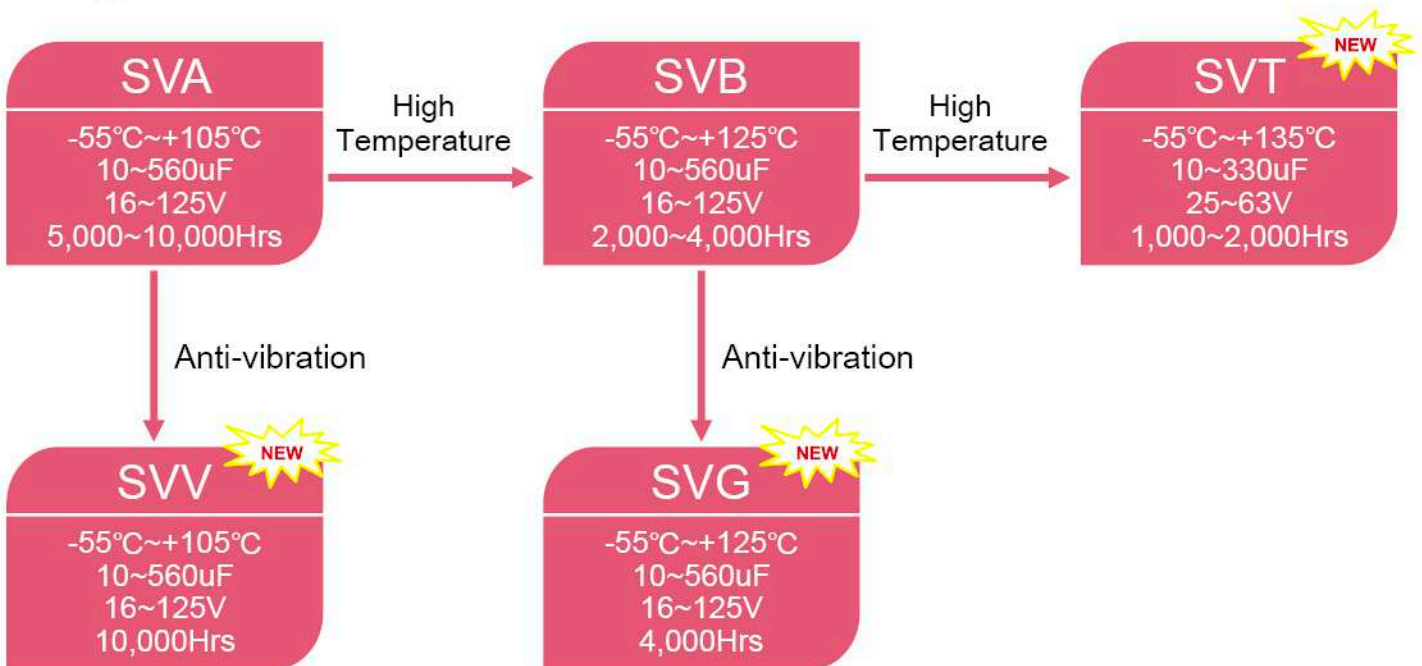 SVA
-55℃~+105℃
10~560uF
16~125V
5,000~10,000Hrs
High
Temperature
SVB
-55℃~+125℃
10~560uF
16~125V
2,000~4,000Hrs
High
Temperature
NEW
SVT
-55℃~+135℃
10~330uF
25~63V
1,000~2,000Hrs
Anti-vibration
Anti-vibration
NEW
SVV
-55℃~+105℃
10~560uF
16~125V
10,000Hrs
NEW
SVG
-55℃~+125℃
10~560uF
16~125V
4,000Hrs